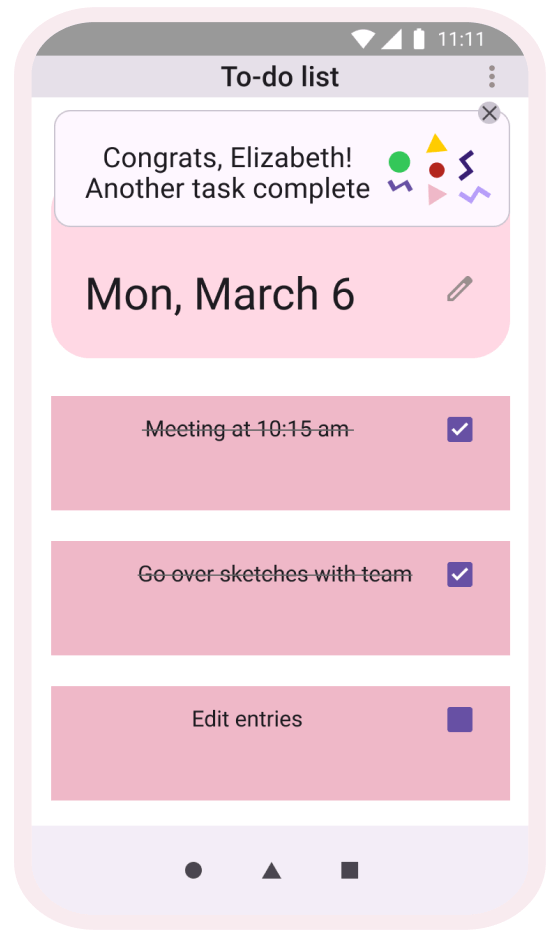 11:11
To-do list
Congrats, Elizabeth!
Another task complete
Mon, March 6
Meeting at 10:15 am
Go over sketches with team
Edit entries